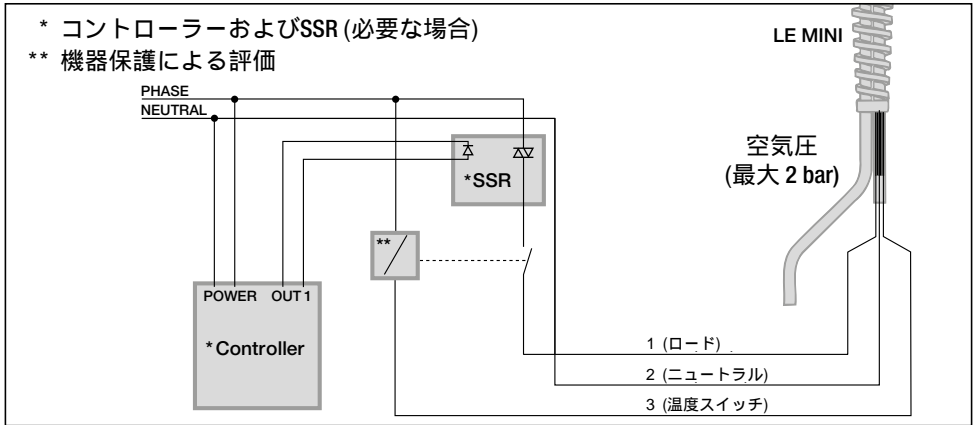 * コントローラーおよびSSR (必要な場合)
** 機器保護による評価
LE MINI
PHASE
NEUTRAL
空気圧
(最大 2 bar)
*SSR
**
POWER OUT 1
*Controller
1 (ロード)
2 (ニュートラル)
3 (温度スイッチ)